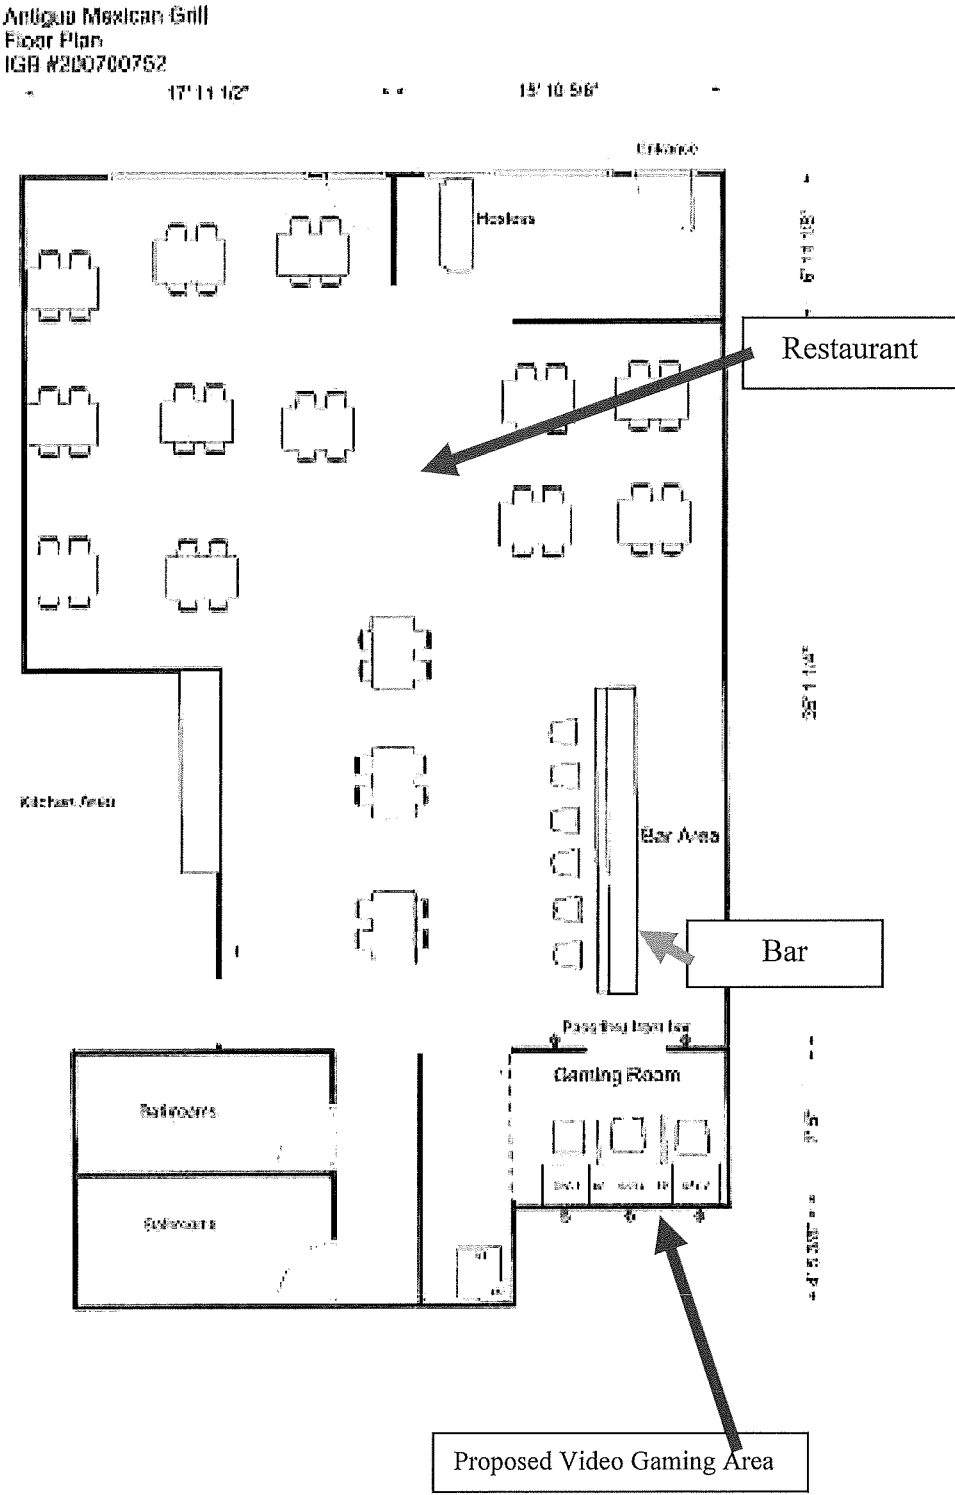 Antigua Mexican Grill
Floor Plan
IGB #200700752
17' 11 1/2"
15' 10 5/8"
Entrance
Hostess
Restaurant
Kitchen Area
Bar Area
Bar
Gaming Room
Bathrooms
Bathrooms
Proposed Video Gaming Area